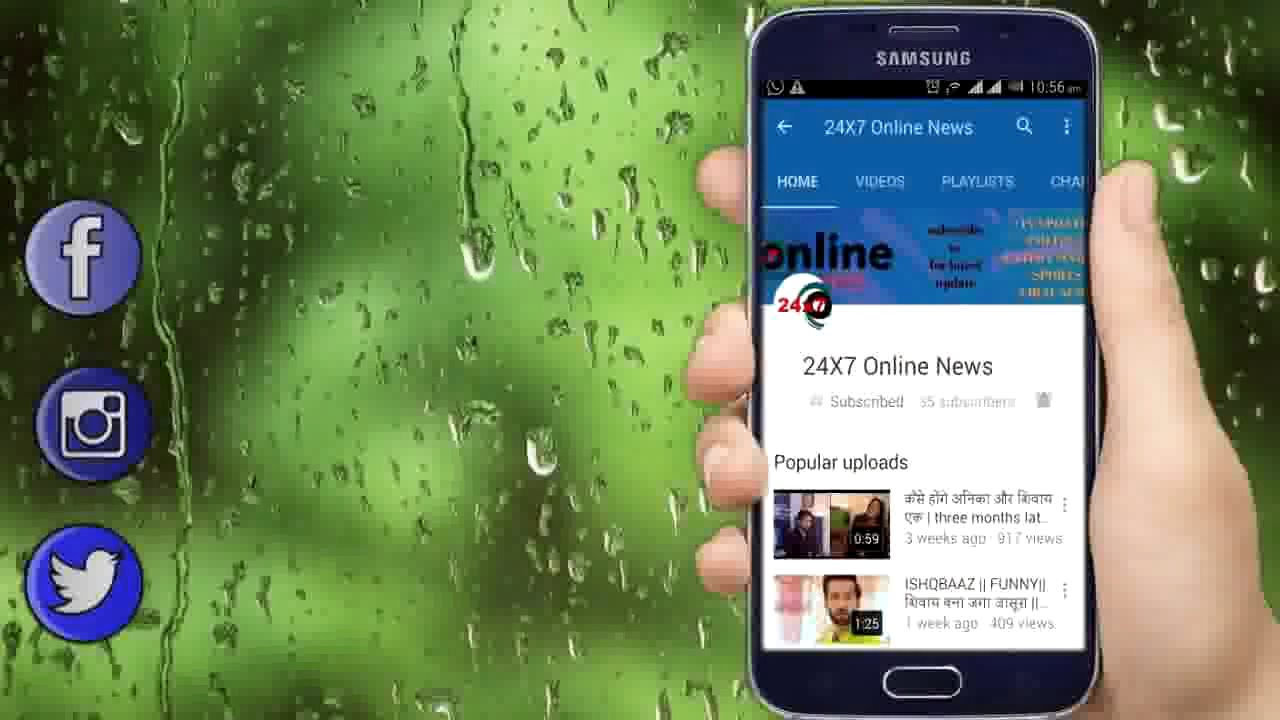 SAMSUNG
10:56 am
24X7 Online News
HOME VIDEOS PLAYLISTS CHA
online
subscribe
to
for latest
update
SPORTS
24x7
24X7 Online News
Subscribed 35 subscribers
Popular uploads
कैसे होंगे अनिका और शिवाय
एक | three months lat...
3 weeks ago · 917 views
0:59
ISHQBAAZ || FUNNY||
शिवाय बना जगा जासूस ||...
1 week ago · 409 views
1:25